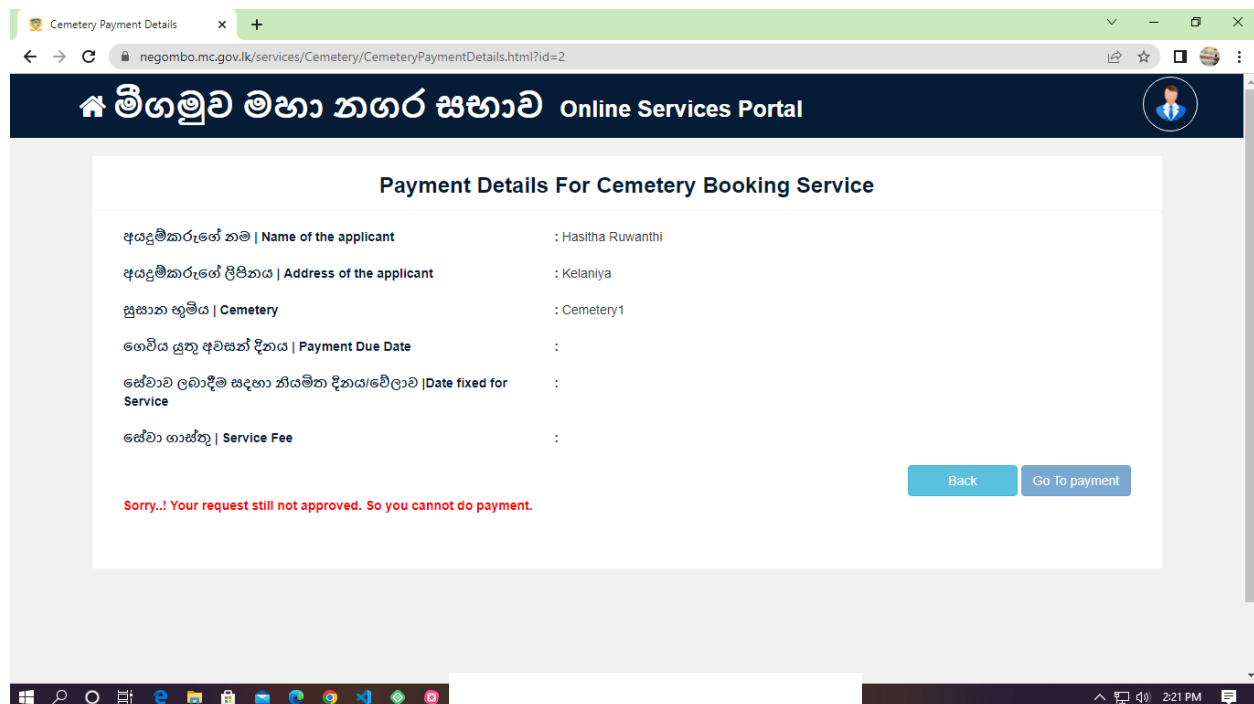 Cemetery Payment Details
negombo.mc.gov.lk/services/Cemetery/CemeteryPaymentDetails.html?id=2
මීගමුව මහා නගර සභාව Online Services Portal
Payment Details For Cemetery Booking Service
අයදුම්කරුගේ නම | Name of the applicant : Hasitha Ruwanthi
අයදුම්කරුගේ ලිපිනය | Address of the applicant : Kelaniya
සුසාන භුමිය | Cemetery : Cemetery1
ගෙවිය යුතු අවසන් දිනය | Payment Due Date :
සේවාව ලබාදීම සදහා නියමිත දිනය/වේලාව |Date fixed for :
Service
සේවා ගාස්තු | Service Fee :
Back Go To payment
Sorry..! Your request still not approved. So you cannot do payment.
2:21 PM